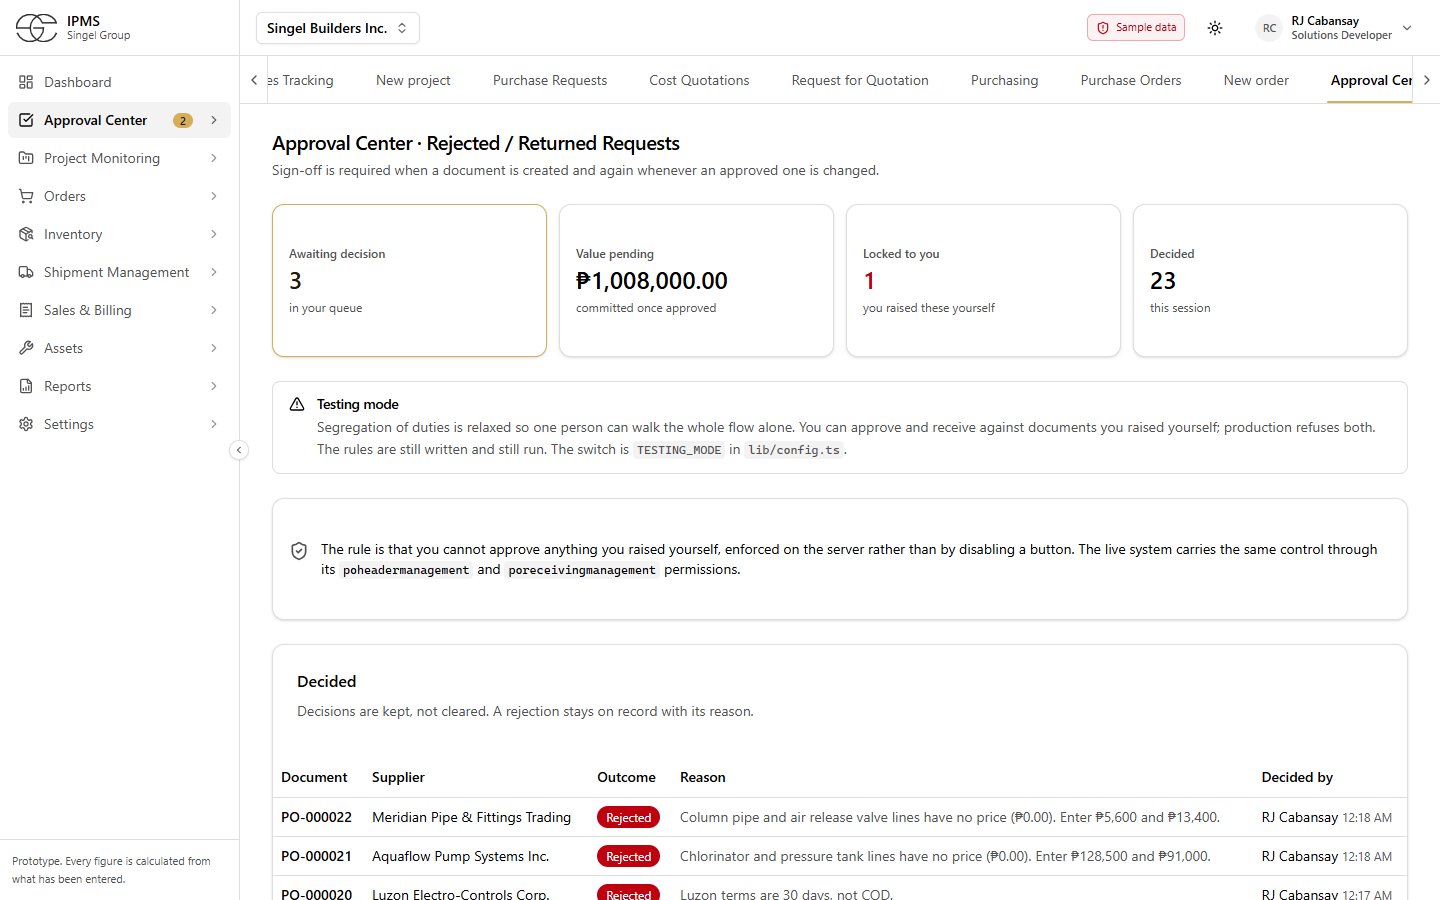 IPMS
Singel Group
Singel Builders Inc.
Sample data
RC
RJ Cabansay
Solutions Developer
Dashboard
Approval Center 2
Project Monitoring
Orders
Inventory
Shipment Management
Sales & Billing
Assets
Reports
Settings
Prototype. Every figure is calculated from
what has been entered.
es Tracking New project Purchase Requests Cost Quotations Request for Quotation Purchasing Purchase Orders New order Approval Cer
Approval Center · Rejected / Returned Requests
Sign-off is required when a document is created and again whenever an approved one is changed.
Awaiting decision
3
in your queue
Value pending
₱1,008,000.00
committed once approved
Locked to you
1
you raised these yourself
Decided
23
this session
Testing mode
Segregation of duties is relaxed so one person can walk the whole flow alone. You can approve and receive against documents you raised yourself; production refuses both.
The rules are still written and still run. The switch is TESTING_MODE in lib/config.ts.
The rule is that you cannot approve anything you raised yourself, enforced on the server rather than by disabling a button. The live system carries the same control through
its poheadermanagement and poreceivingmanagement permissions.
Decided
Decisions are kept, not cleared. A rejection stays on record with its reason.
Document Supplier Outcome Reason Decided by
PO-000022 Meridian Pipe & Fittings Trading Rejected Column pipe and air release valve lines have no price (₱0.00). Enter ₱5,600 and ₱13,400. RJ Cabansay 12:18 AM
PO-000021 Aquaflow Pump Systems Inc. Rejected Chlorinator and pressure tank lines have no price (₱0.00). Enter ₱128,500 and ₱91,000. RJ Cabansay 12:18 AM
PO-000020 Luzon Electro-Controls Corp. Rejected Luzon terms are 30 days, not COD. RJ Cabansay 12:17 AM